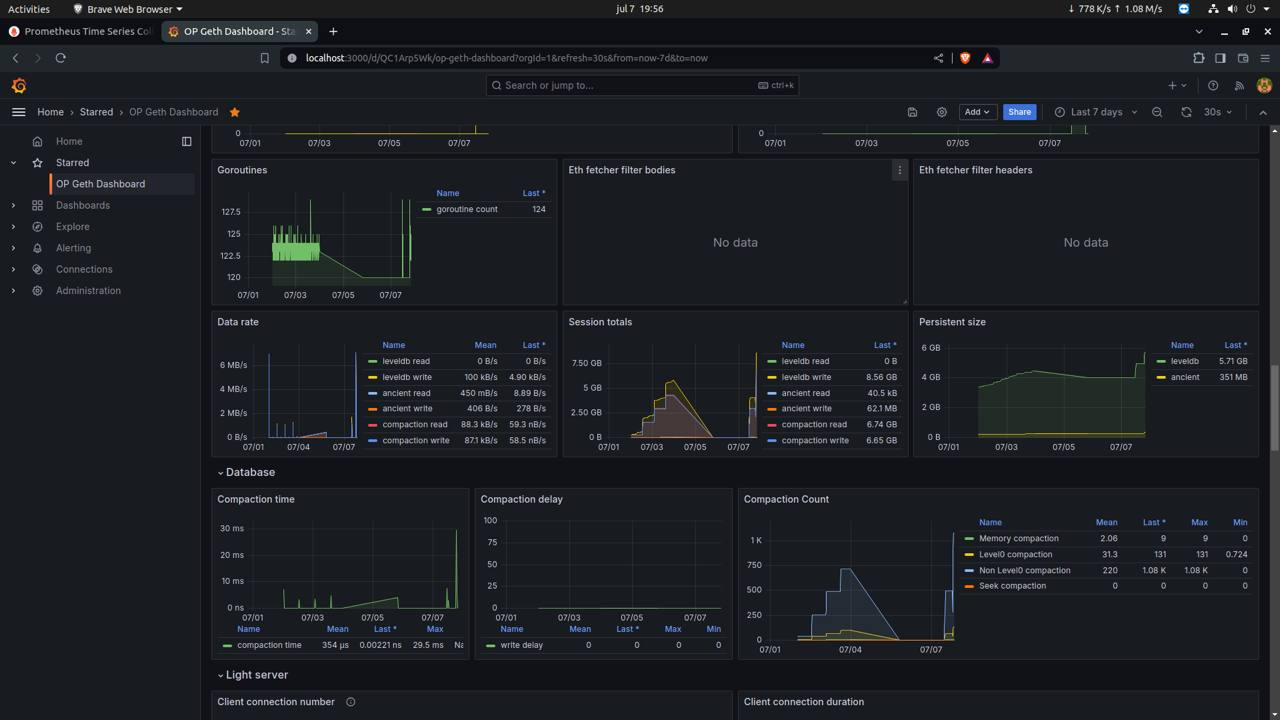 Activities
Brave Web Browser
jul 7 19:56
↓ 778 K/s ↑ 1.08 M/s
Prometheus Time Series Col
OP Geth Dashboard - Sta
localhost:3000/d/QC1Arp5Wk/op-geth-dashboard?orgId=1&refresh=30s&from=now-7d&to=now
Search or jump to...
ctrl+k
Home › Starred › OP Geth Dashboard
Add
Share
Last 7 days
30s
Home
Starred
OP Geth Dashboard
Dashboards
Explore
Alerting
Connections
Administration
0
07/01 07/03 07/05 07/07
0
07/01 07/03 07/05 07/07
Goroutines
Name Last *
goroutine count 124
127.5
125
122.5
120
07/01 07/03 07/05 07/07
Eth fetcher filter bodies
No data
Eth fetcher filter headers
No data
Data rate
6 MB/s
4 MB/s
2 MB/s
0 B/s
07/01 07/04 07/07
Name Mean Last *
leveldb read 0 B/s 0 B/s
leveldb write 100 kB/s 4.90 kB/s
ancient read 450 mB/s 8.89 B/s
ancient write 406 B/s 278 B/s
compaction read 88.3 kB/s 59.3 nB/s
compaction write 87.1 kB/s 58.5 nB/s
Session totals
7.50 GB
5 GB
2.50 GB
0 B
07/01 07/03 07/05 07/07
Name Last *
leveldb read 0 B
leveldb write 8.56 GB
ancient read 40.5 kB
ancient write 62.1 MB
compaction read 6.74 GB
compaction write 6.65 GB
Persistent size
6 GB
4 GB
2 GB
0 B
07/01 07/03 07/05 07/07
Name Last *
leveldb 5.71 GB
ancient 351 MB
Database
Compaction time
30 ms
20 ms
10 ms
0 ns
07/01 07/03 07/05 07/07
Name Mean Last * Max
compaction time 354 µs 0.00221 ns 29.5 ms Na
Compaction delay
100
75
50
25
0
07/01 07/03 07/05 07/07
Name Mean Last * Max Min
write delay 0 0 0 0
Compaction Count
1 K
750
500
250
0
07/01 07/04 07/07
Name Mean Last * Max Min
Memory compaction 2.06 9 9 0
Level0 compaction 31.3 131 131 0.724
Non Level0 compaction 220 1.08 K 1.08 K 0
Seek compaction 0 0 0 0
Light server
Client connection number
Client connection duration